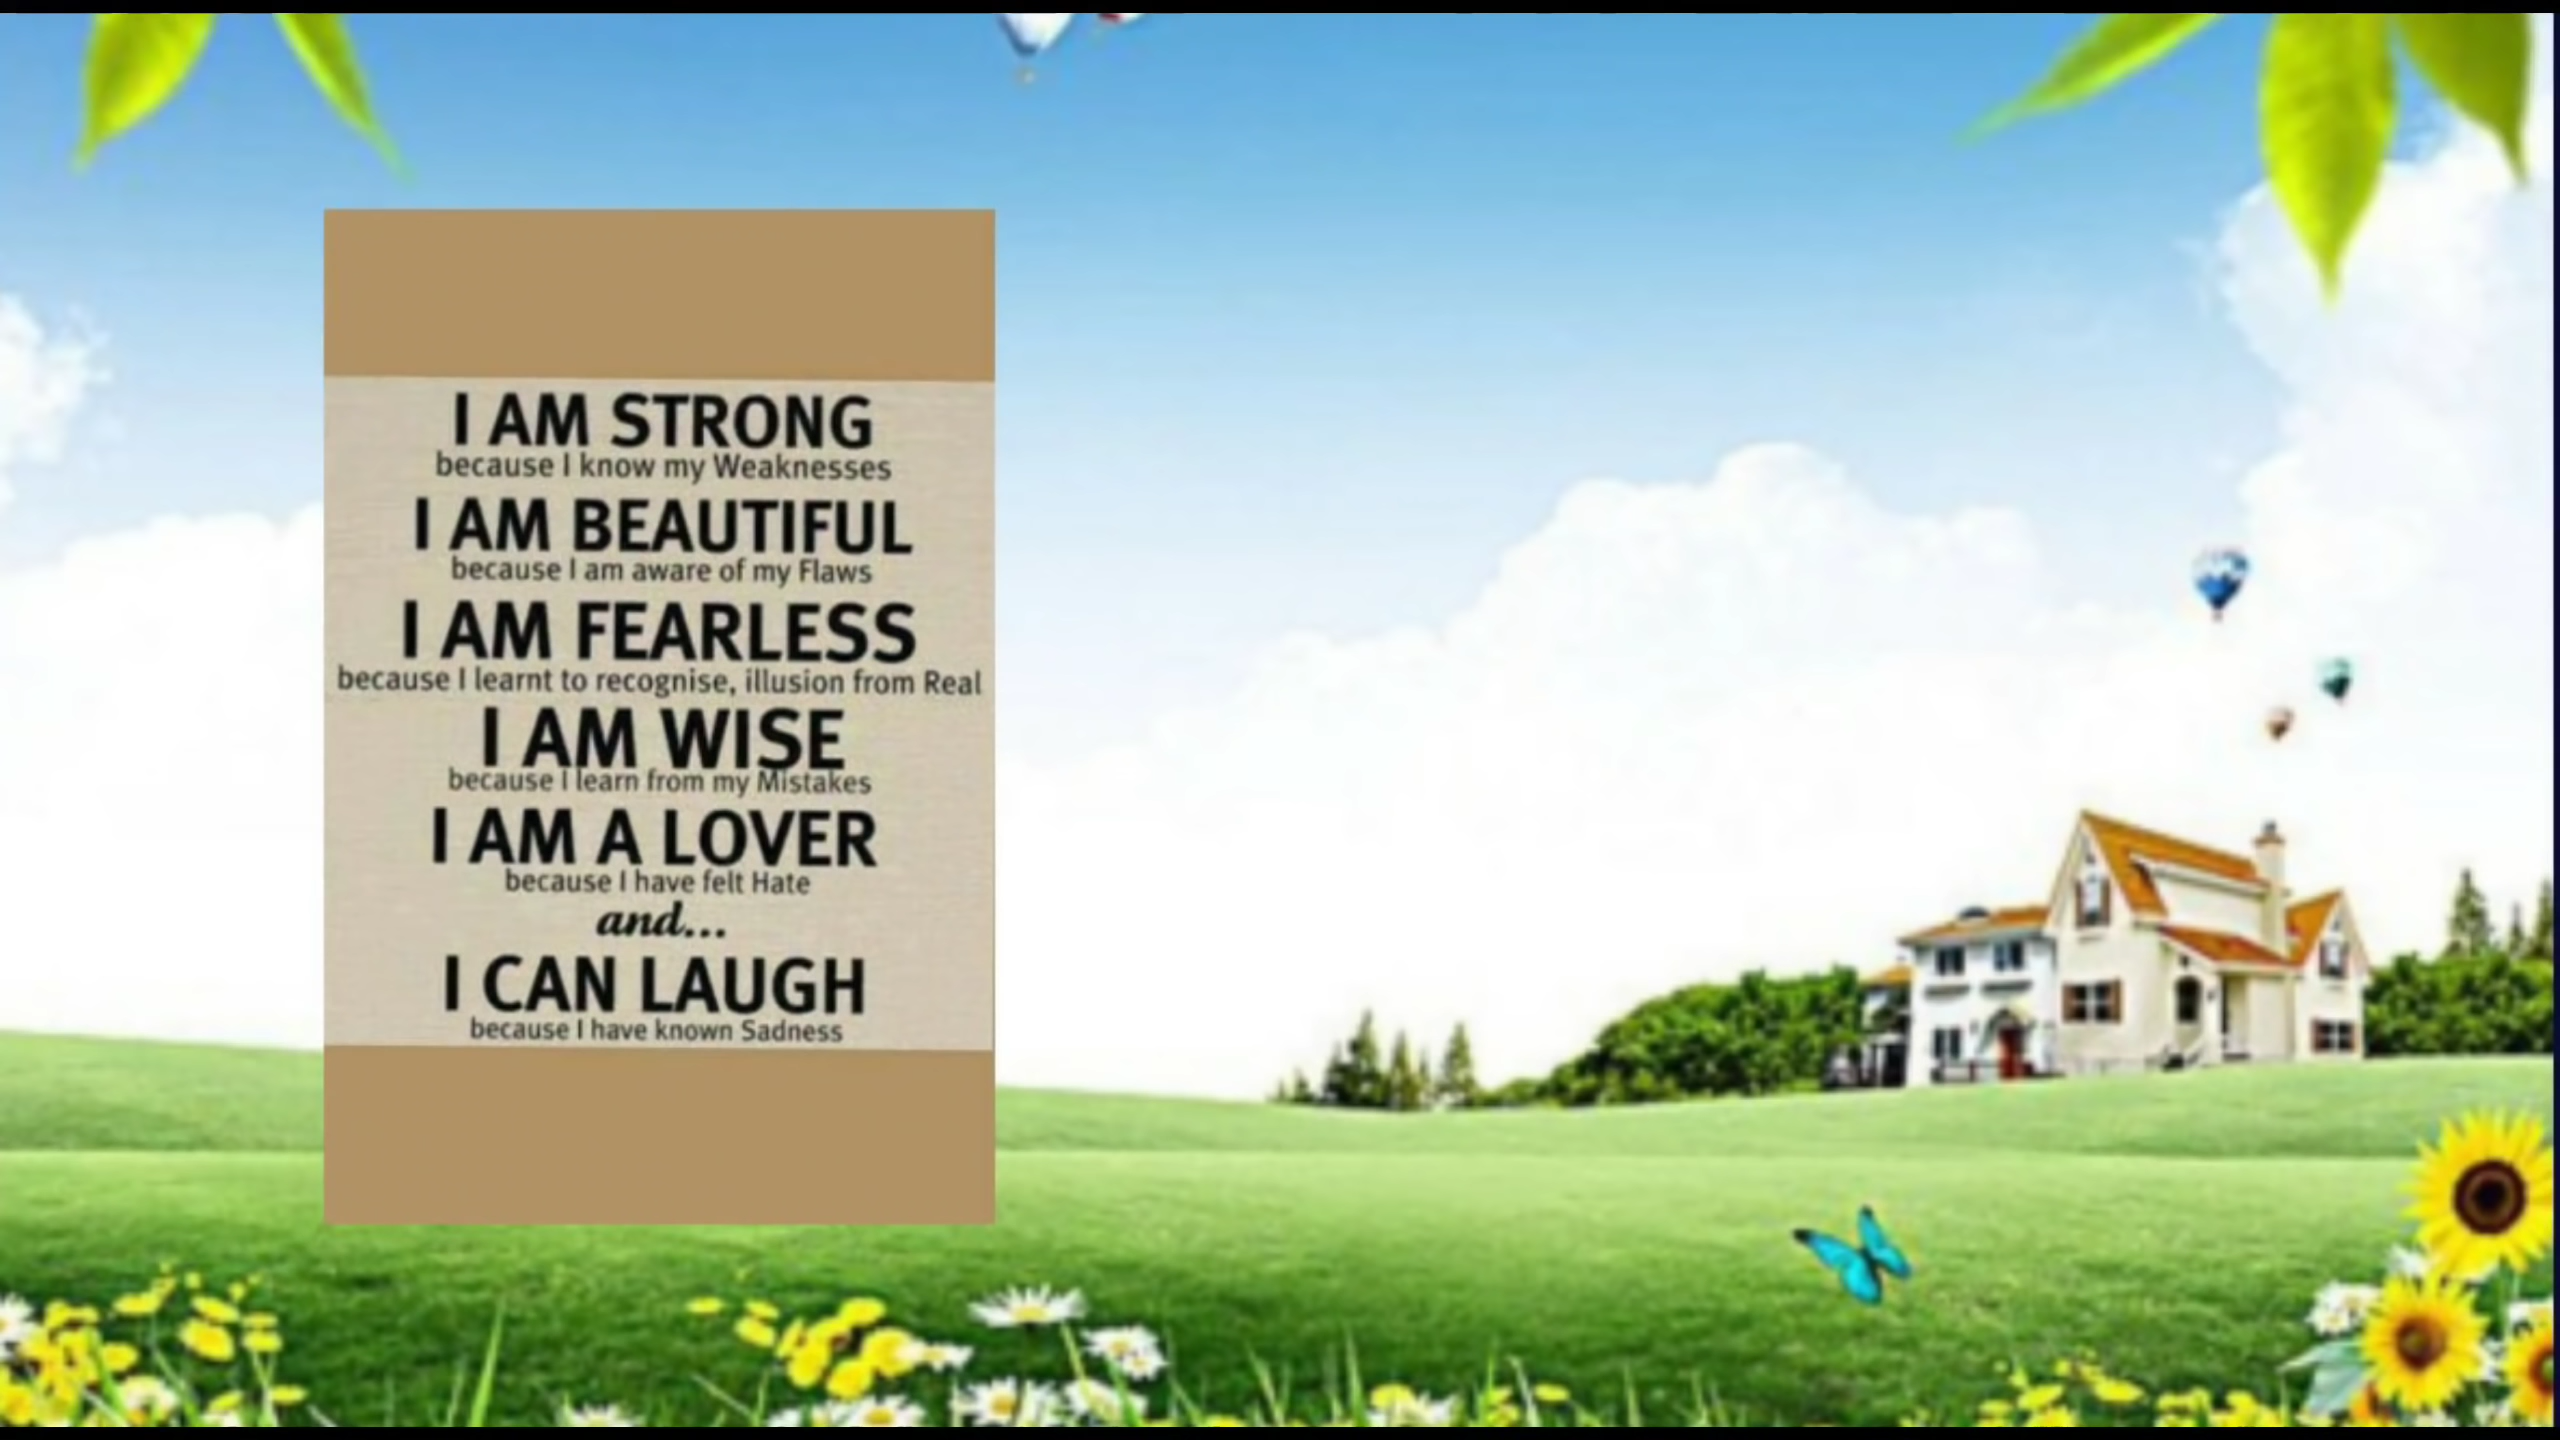 I AM STRONG
because I know my Weaknesses
I AM BEAUTIFUL
because I am aware of my Flaws
I AM FEARLESS
because I learnt to recognise, illusion from Real
I AM WISE
because I learn from my Mistakes
I AM A LOVER
because I have felt Hate
and...
I CAN LAUGH
because I have known Sadness